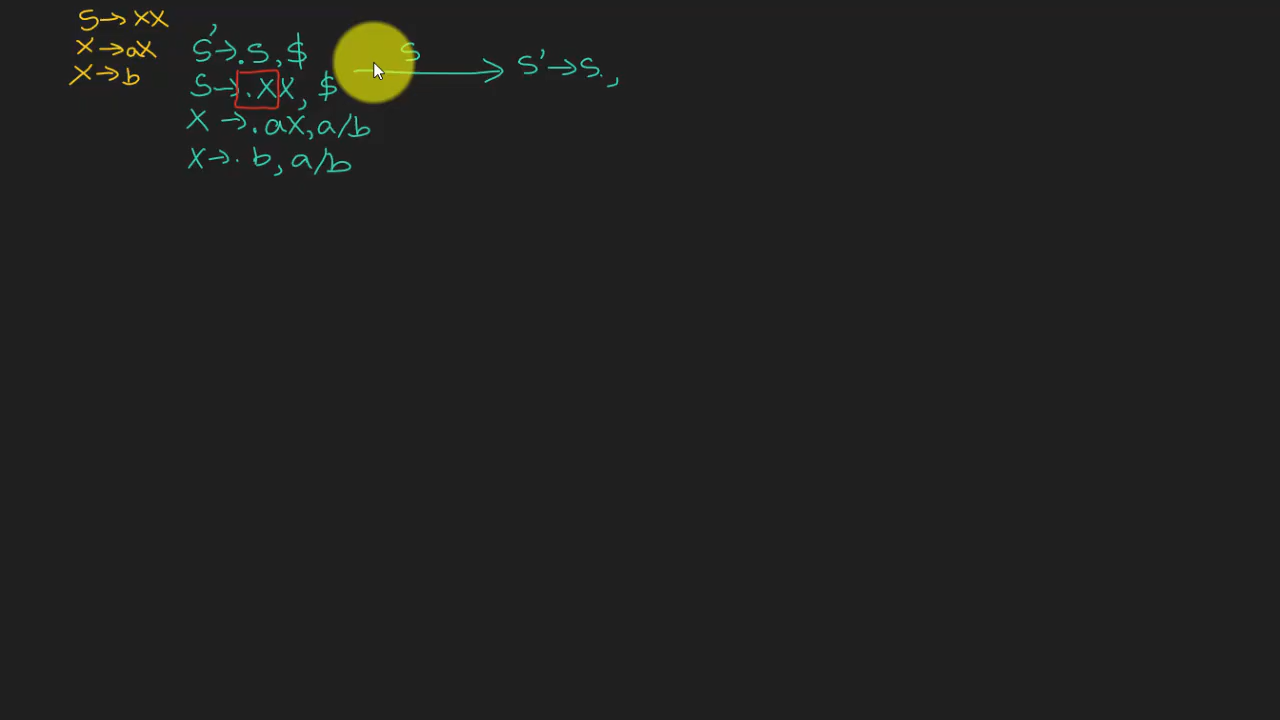 S→XX
X→aX
X→b
S'→.S,$
S→.XX,$
X→.aX,a/b
X→.b,a/b
S
S'→S.,